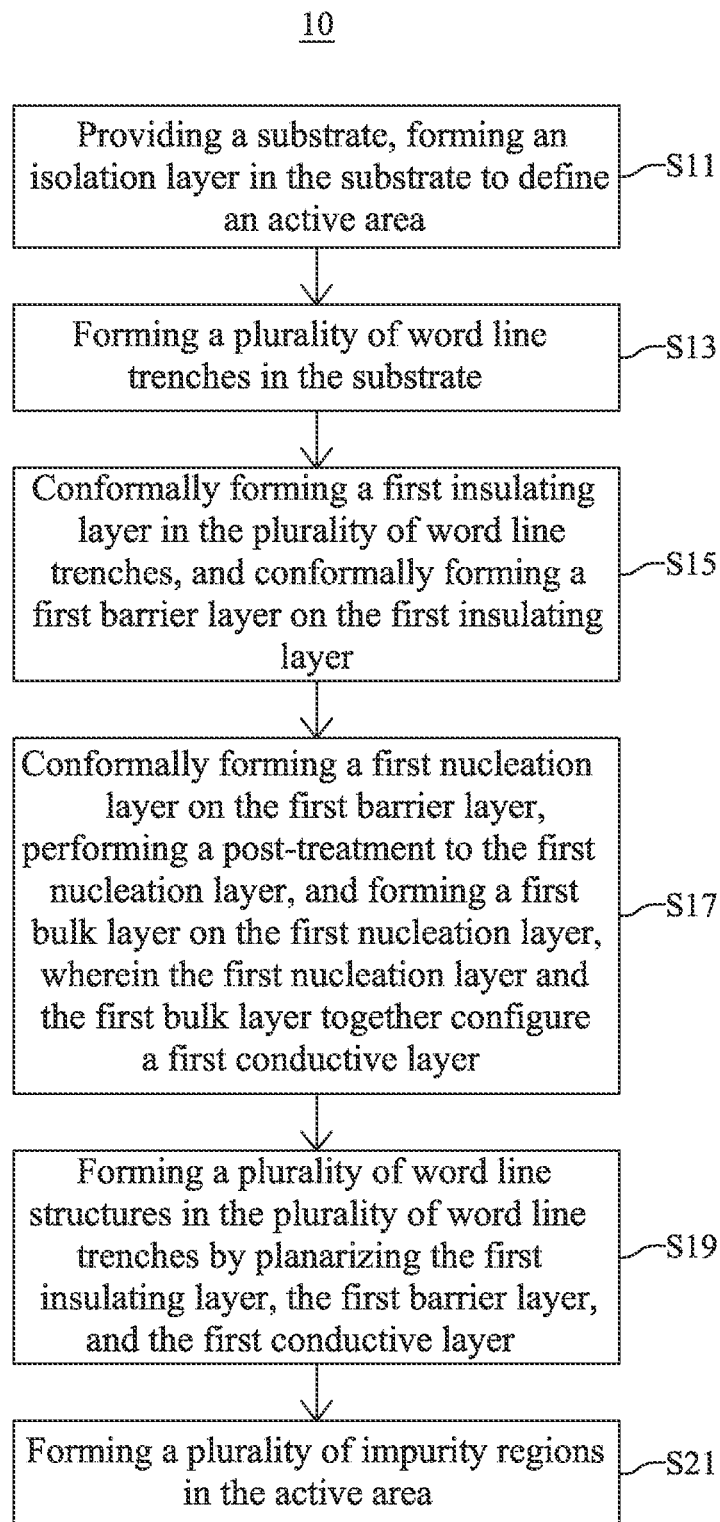 10
Providing a substrate, forming an
isolation layer in the substrate to define
an active area
S11
Forming a plurality of word line
trenches in the substrate
S13
Conformally forming a first insulating
layer in the plurality of word line
trenches, and conformally forming a
first barrier layer on the first insulating
layer
S15
Conformally forming a first nucleation
layer on the first barrier layer,
performing a post-treatment to the first
nucleation layer, and forming a first
bulk layer on the first nucleation layer,
wherein the first nucleation layer and
the first bulk layer together configure
a first conductive layer
S17
Forming a plurality of word line
structures in the plurality of word line
trenches by planarizing the first
insulating layer, the first barrier layer,
and the first conductive layer
S19
Forming a plurality of impurity regions
in the active area
S21